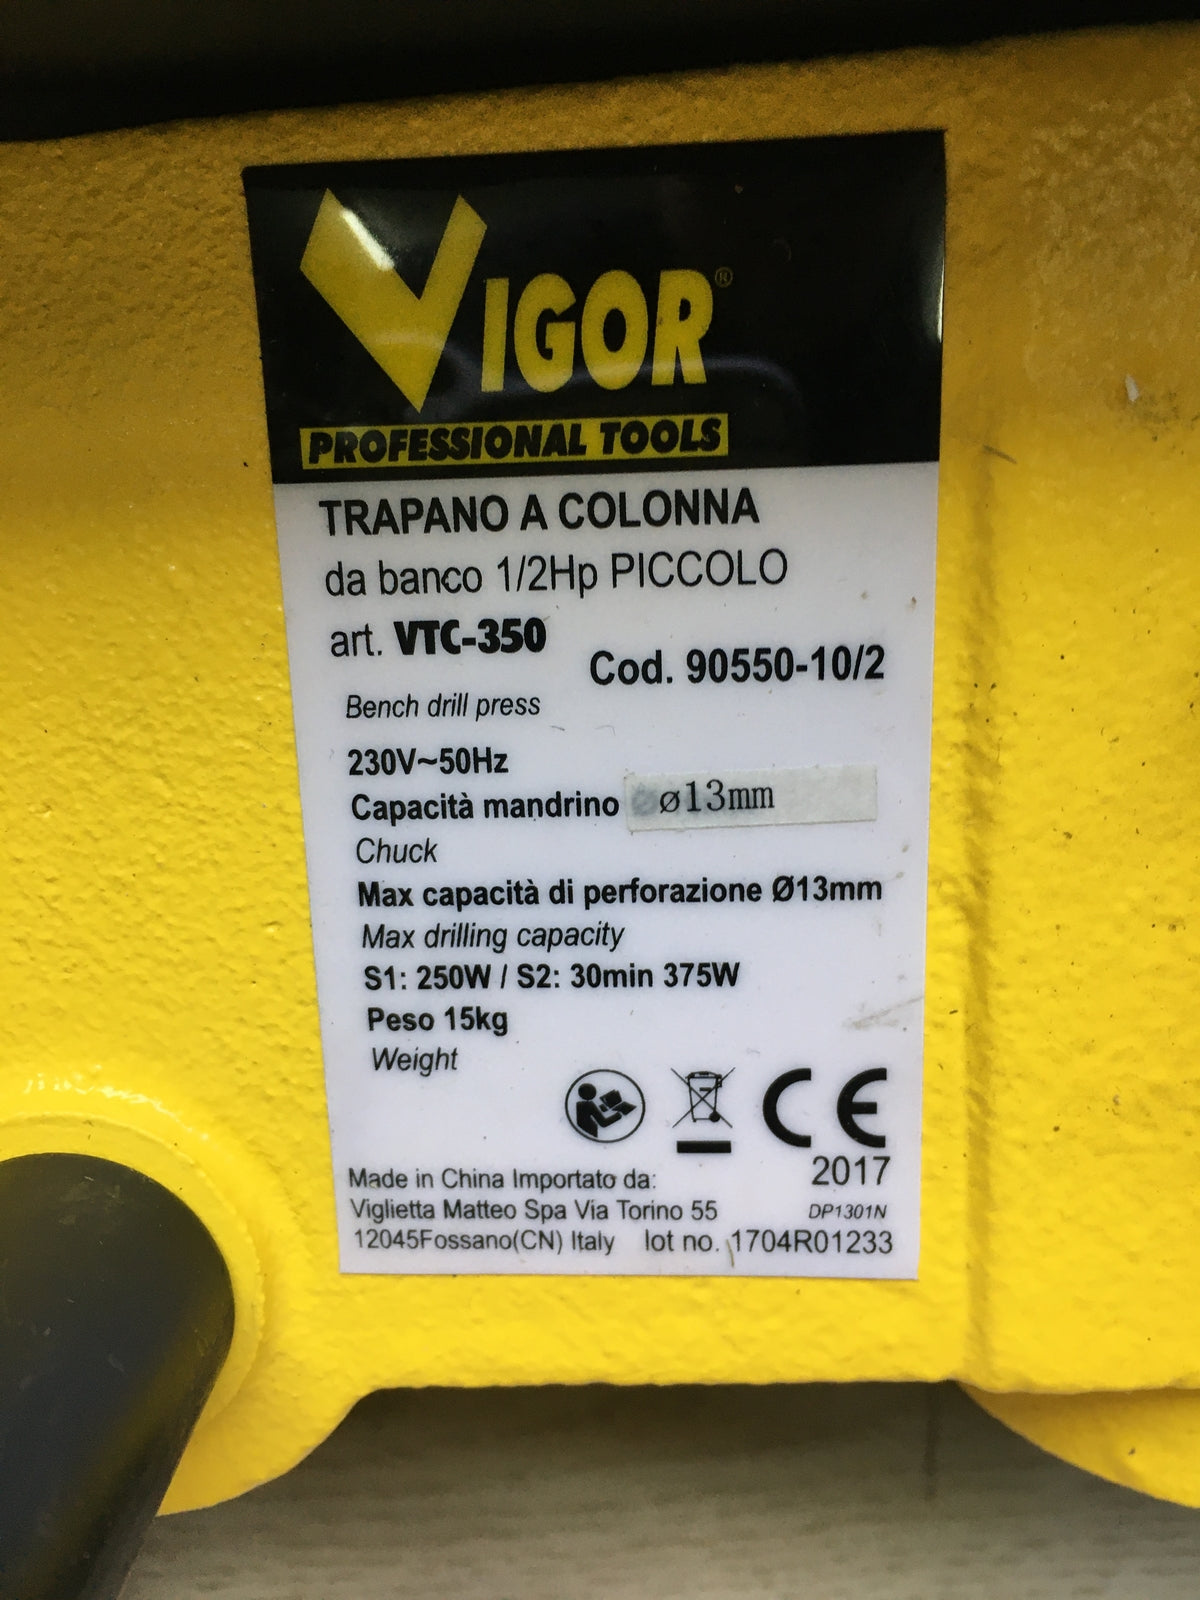 VIGOR®
PROFESSIONAL TOOLS
TRAPANO A COLONNA
da banco 1/2Hp PICCOLO
art. VTC-350
Cod. 90550-10/2
Bench drill press
230V~50Hz
Capacità mandrino ø13mm
Chuck
Max capacità di perforazione Ø13mm
Max drilling capacity
S1: 250W / S2: 30min 375W
Peso 15kg
Weight
CE
2017
Made in China Importato da:
Viglietta Matteo Spa Via Torino 55 DP1301N
12045Fossano(CN) Italy lot no. 1704R01233